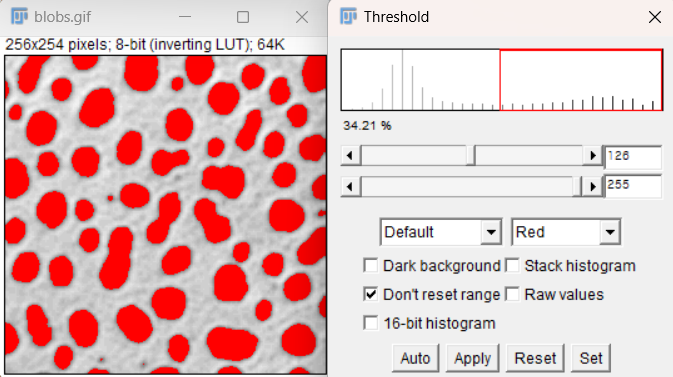 blobs.gif
256x254 pixels; 8-bit (inverting LUT); 64K
Threshold
34.21 %
126
255
Default
Red
Dark background
Stack histogram
Don't reset range
Raw values
16-bit histogram
Auto
Apply
Reset
Set